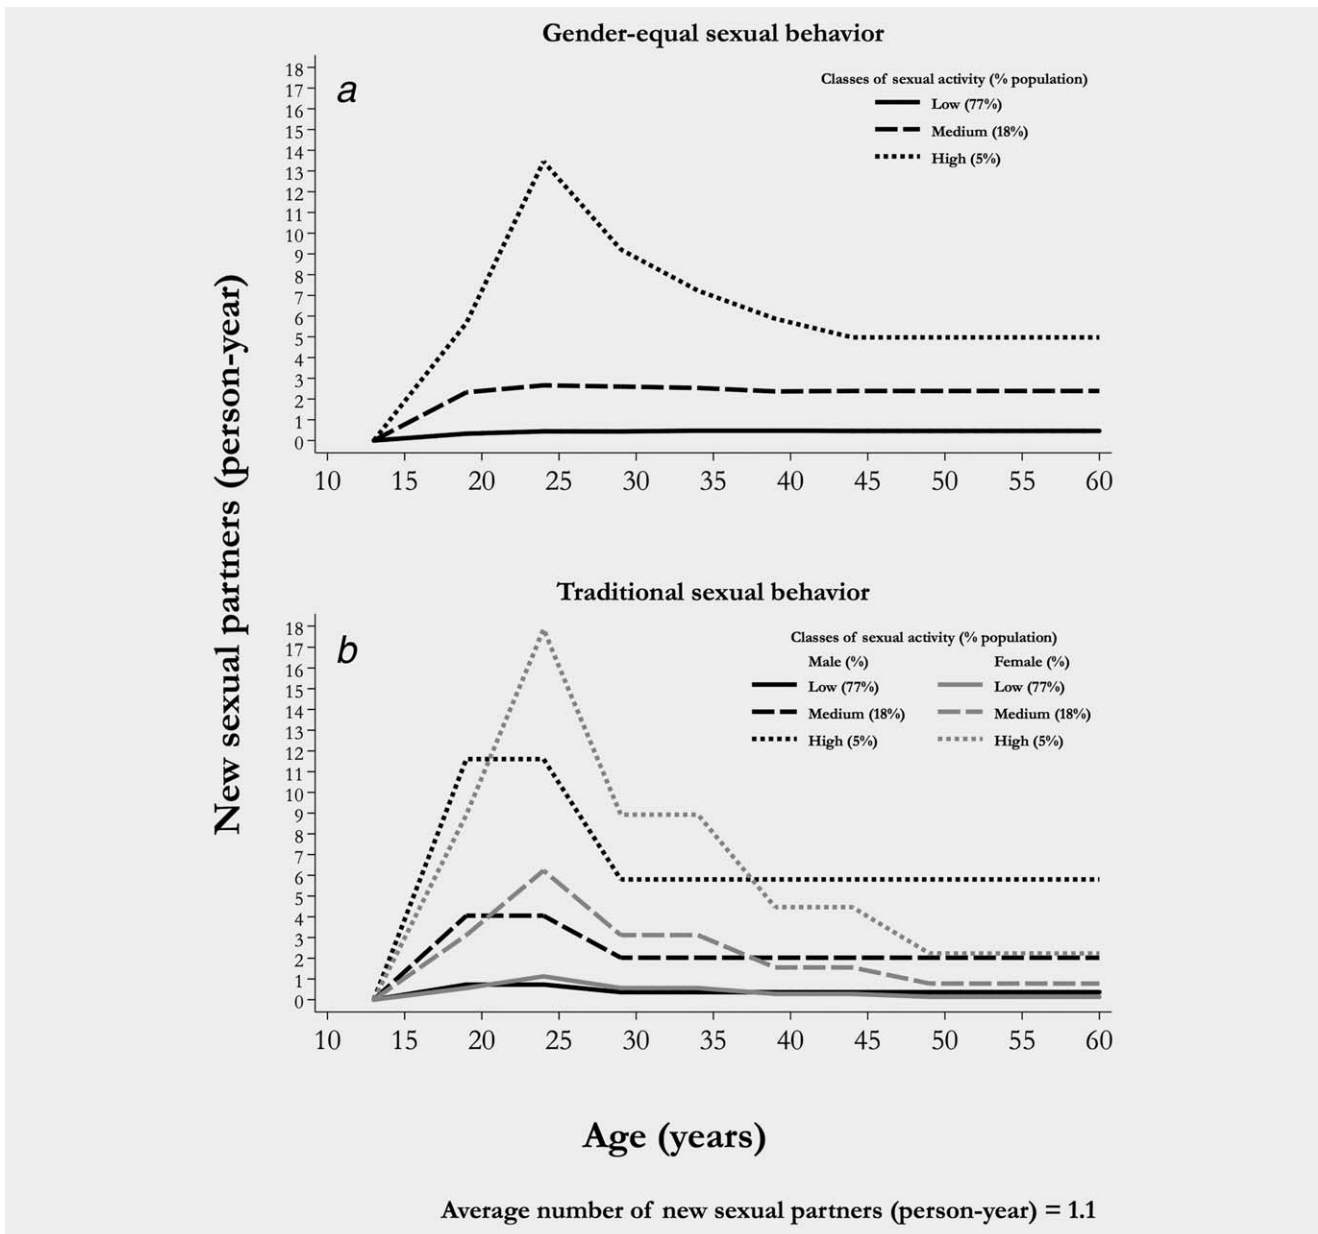 Gender-equal sexual behavior
a
Classes of sexual activity (% population)
Low (77%)
Medium (18%)
High (5%)
18
17
16
15
14
13
12
11
10
9
8
7
6
5
4
3
2
1
0
10 15 20 25 30 35 40 45 50 55 60
New sexual partners (person-year)
Traditional sexual behavior
b
Classes of sexual activity (% population)
Male (%) Female (%)
Low (77%) Low (77%)
Medium (18%) Medium (18%)
High (5%) High (5%)
18
17
16
15
14
13
12
11
10
9
8
7
6
5
4
3
2
1
0
10 15 20 25 30 35 40 45 50 55 60
Age (years)
Average number of new sexual partners (person-year) = 1.1